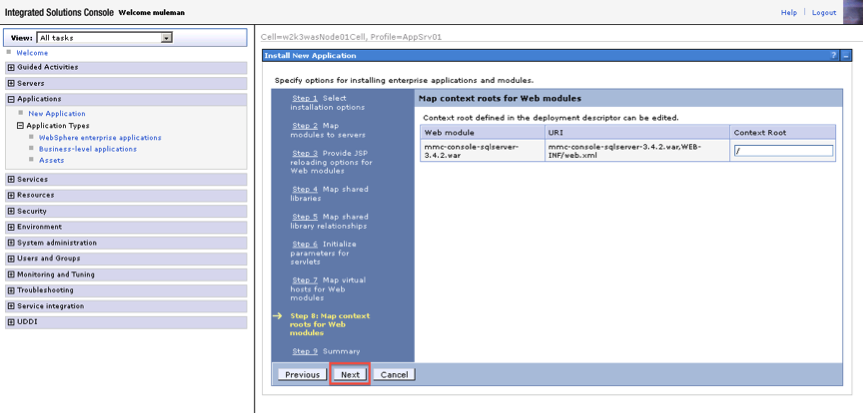 Integrated Solutions Console Welcome muleman
Help | Logout
View: All tasks
Welcome
Guided Activities
Servers
Applications
New Application
Application Types
WebSphere enterprise applications
Business-level applications
Assets
Services
Resources
Security
Environment
System administration
Users and Groups
Monitoring and Tuning
Troubleshooting
Service integration
UDDI
Cell=w2k3wasNode01Cell, Profile=AppSrv01
Install New Application
? –
Specify options for installing enterprise applications and modules.
Step 1 Select
installation options
Step 2 Map
modules to servers
Step 3 Provide JSP
reloading options for
Web modules
Step 4 Map shared
libraries
Step 5 Map shared
library relationships
Step 6 Initialize
parameters for
servlets
Step 7 Map virtual
hosts for Web
modules
Step 8: Map context
roots for Web
modules
Step 9 Summary
Map context roots for Web modules
Context root defined in the deployment descriptor can be edited.
Web module URI Context Root
mmc-console-sqlserver- mmc-console-sqlserver-3.4.2.war,WEB- /
3.4.2.war INF/web.xml
Previous Next Cancel